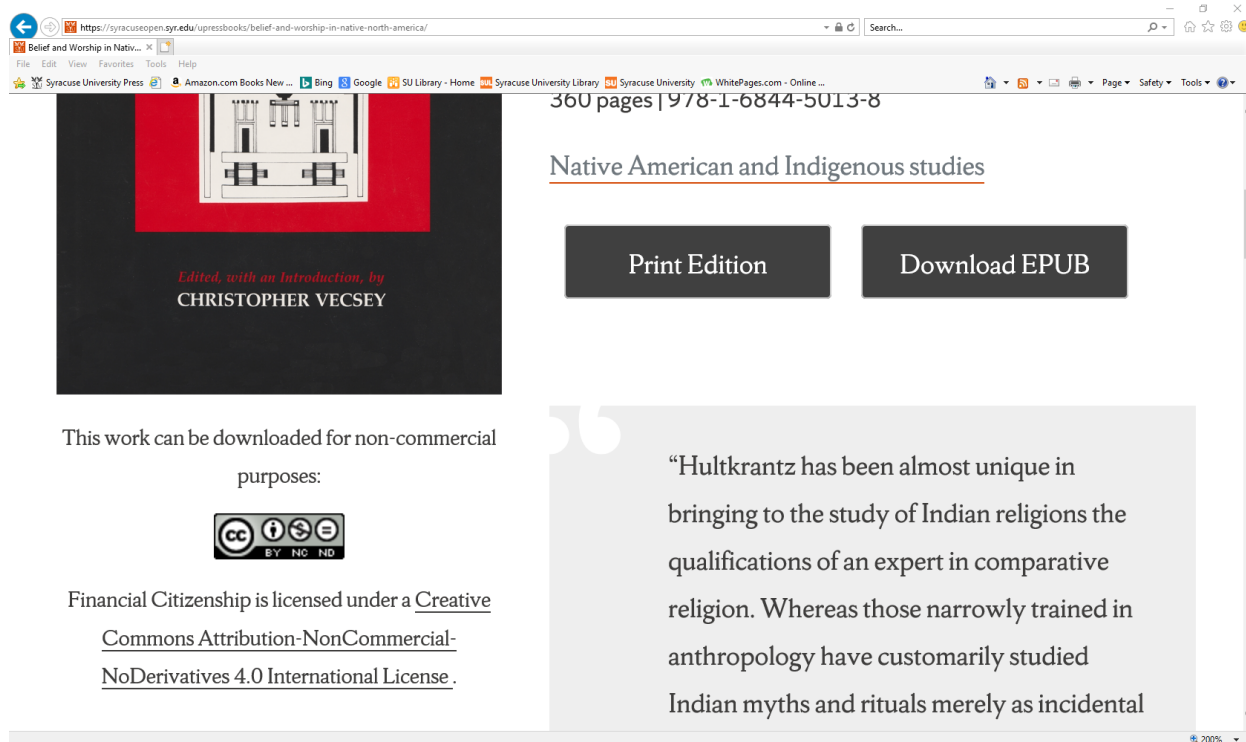 https://syracuseopen.syr.edu/upressbooks/belief-and-worship-in-native-north-america/
Search...
Belief and Worship in Nativ...
File Edit View Favorites Tools Help
Syracuse University Press Amazon.com Books New ... Bing Google SU Library - Home Syracuse University Library Syracuse University WhitePages.com - Online ... Page Safety Tools
360 pages | 978-1-6844-5013-8
Native American and Indigenous studies
Print Edition Download EPUB
Edited, with an Introduction, by
CHRISTOPHER VECSEY
This work can be downloaded for non-commercial
purposes:
cc
BY NC ND
Financial Citizenship is licensed under a Creative
Commons Attribution-NonCommercial-
NoDerivatives 4.0 International License .
“Hultkrantz has been almost unique in
bringing to the study of Indian religions the
qualifications of an expert in comparative
religion. Whereas those narrowly trained in
anthropology have customarily studied
Indian myths and rituals merely as incidental
200%